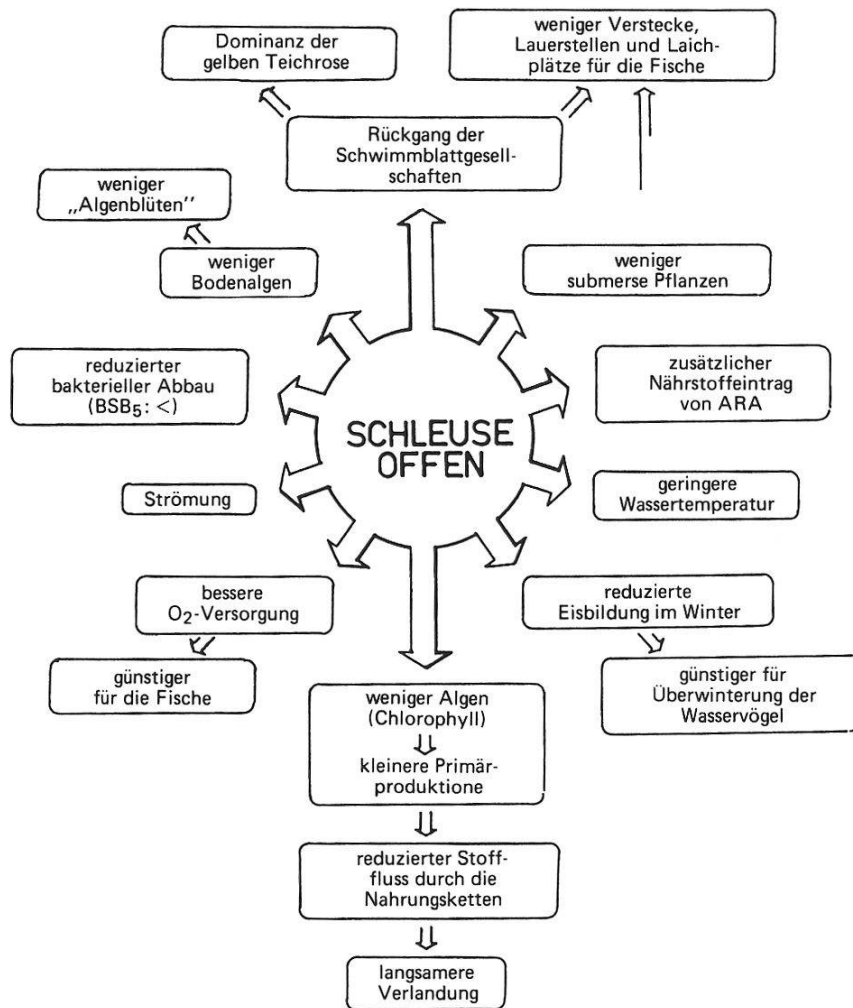 Dominanz der
gelben Teichrose
weniger Verstecke,
Lauerstellen und Laich-
plätze für die Fische
Rückgang der
Schwimmblattgesell-
schaften
weniger
„Algenblüten”
weniger
Bodenalgen
weniger
submerse Pflanzen
reduzierter
bakterieller Abbau
(BSB5: <)
zusätzlicher
Nährstoffeintrag
von ARA
SCHLEUSE
OFFEN
Strömung
geringere
Wassertemperatur
bessere
O2-Versorgung
reduzierte
Eisbildung im Winter
günstiger
für die Fische
günstiger für
Überwinterung der
Wasservögel
weniger Algen
(Chlorophyll)
kleinere Primär-
produktione
reduzierter Stoff-
fluss durch die
Nahrungsketten
langsamere
Verlandung